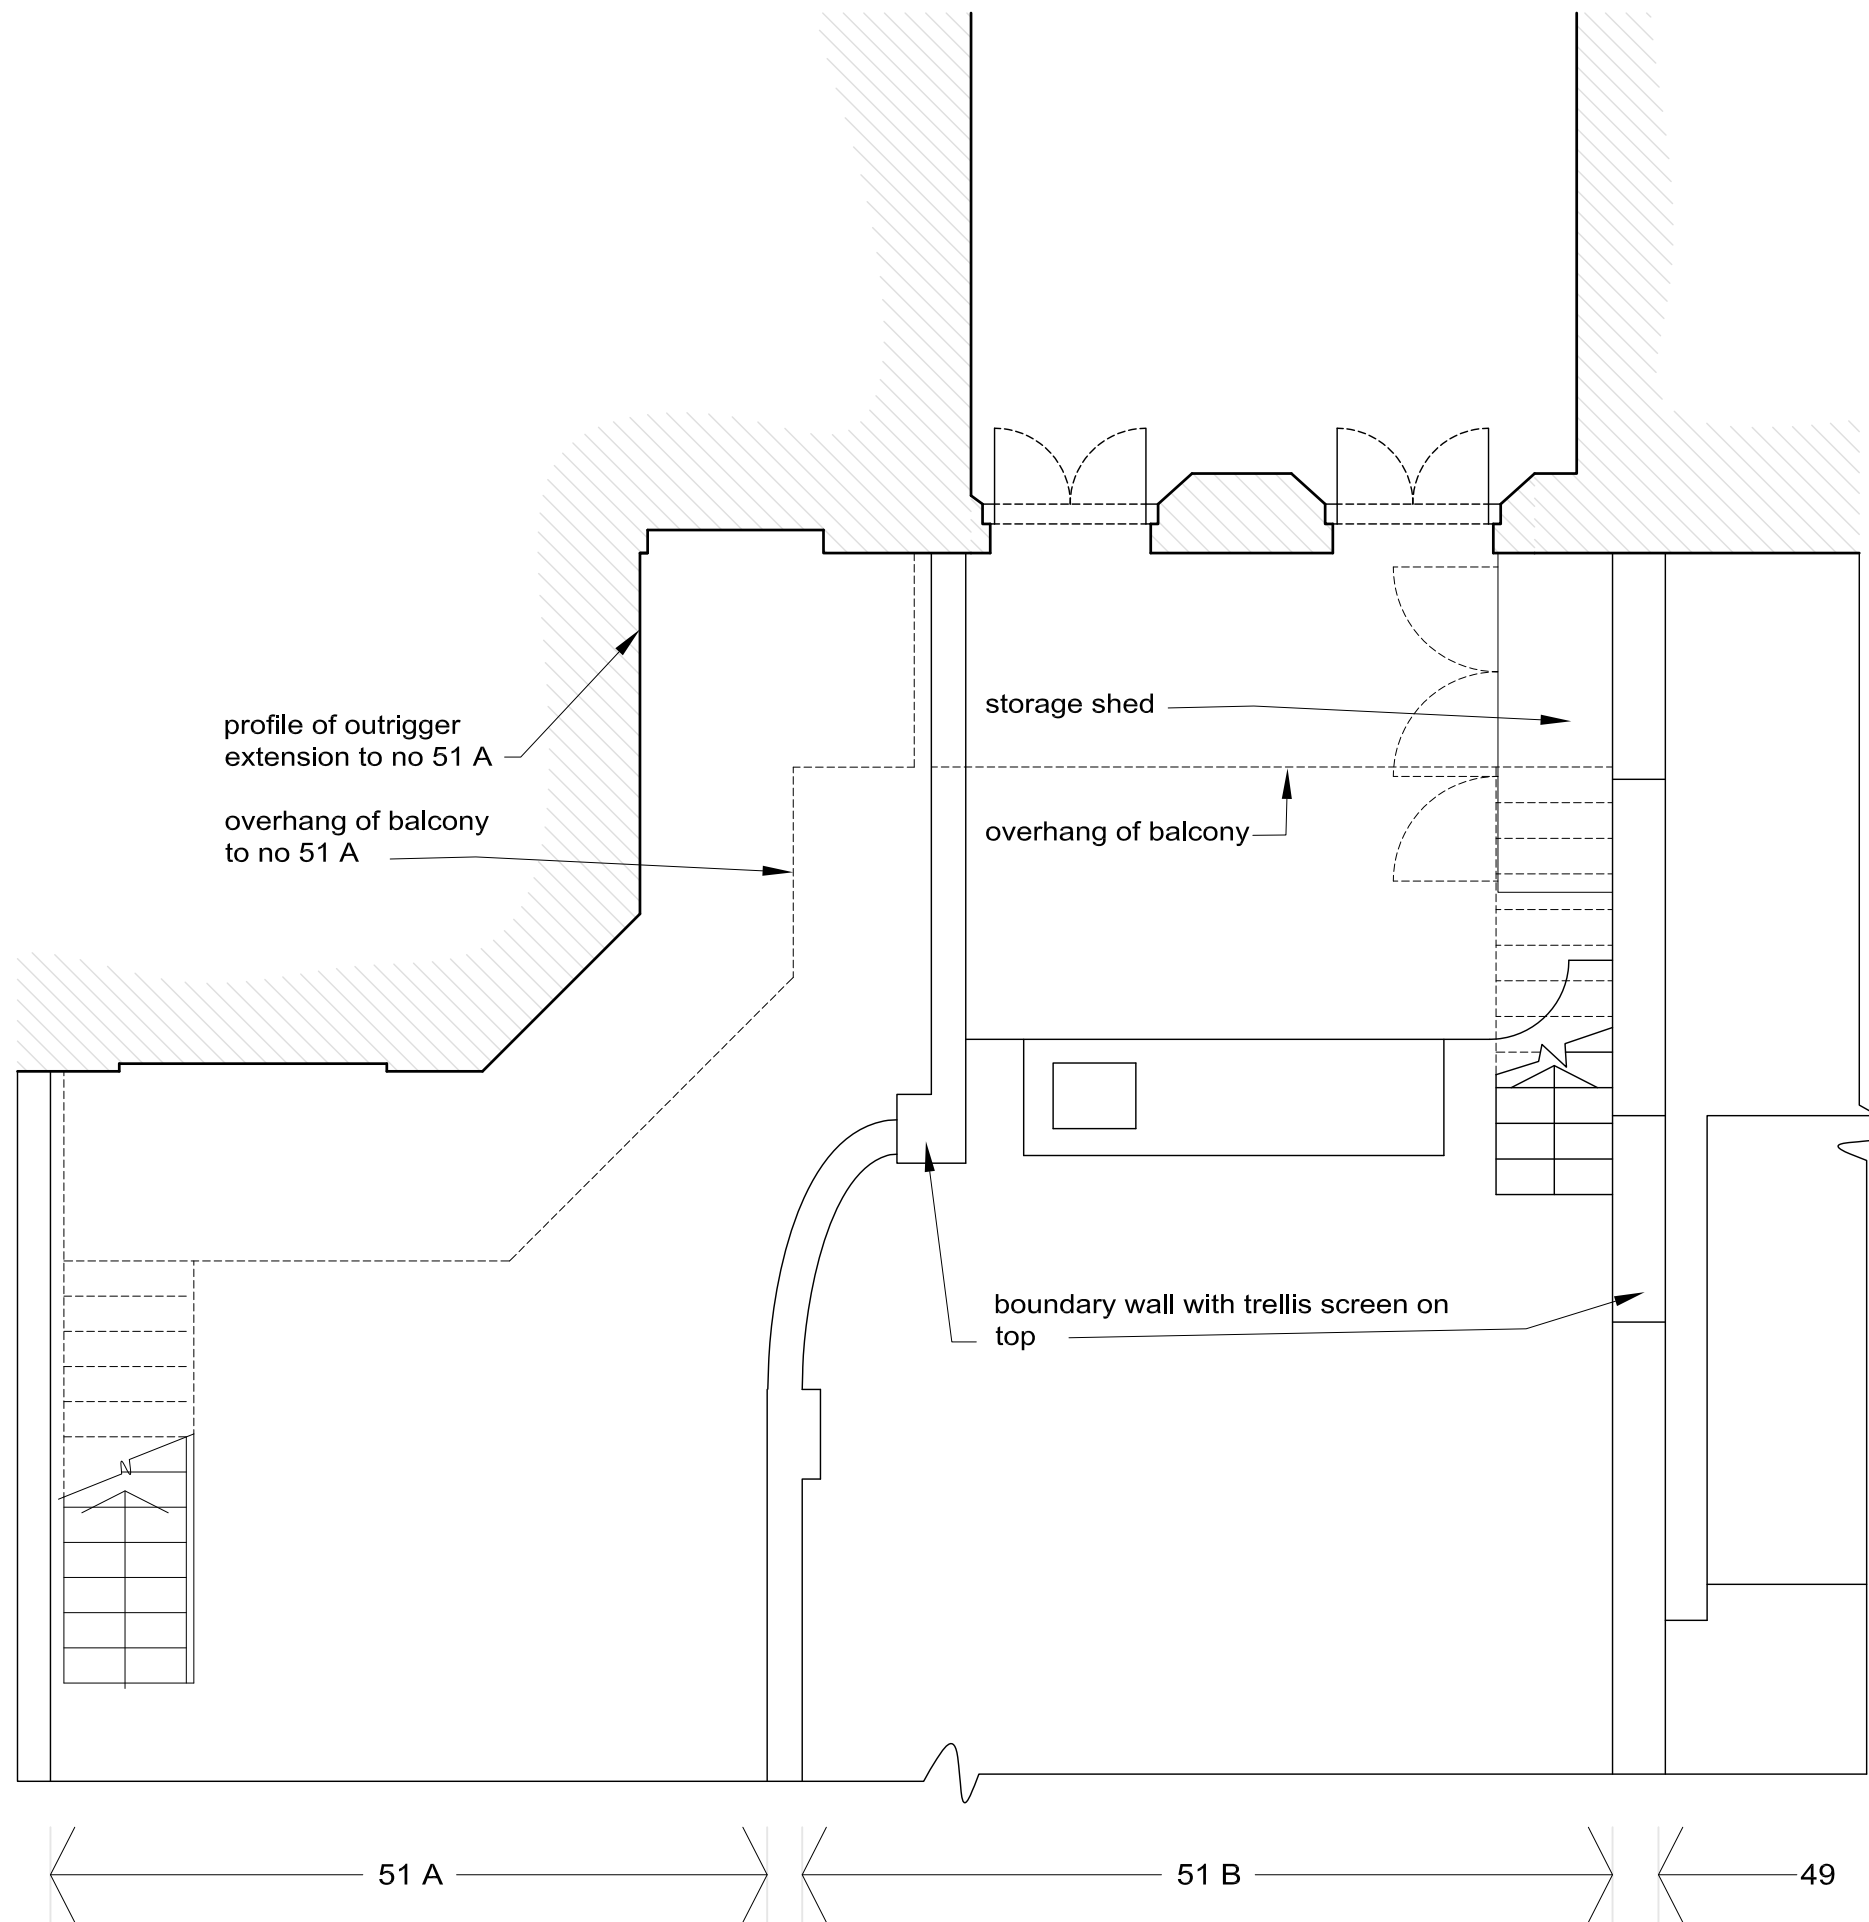 profile of outrigger
extension to no 51 A
overhang of balcony
to no 51 A
storage shed
overhang of balcony
boundary wall with trellis screen on
top
51 A
51 B
49